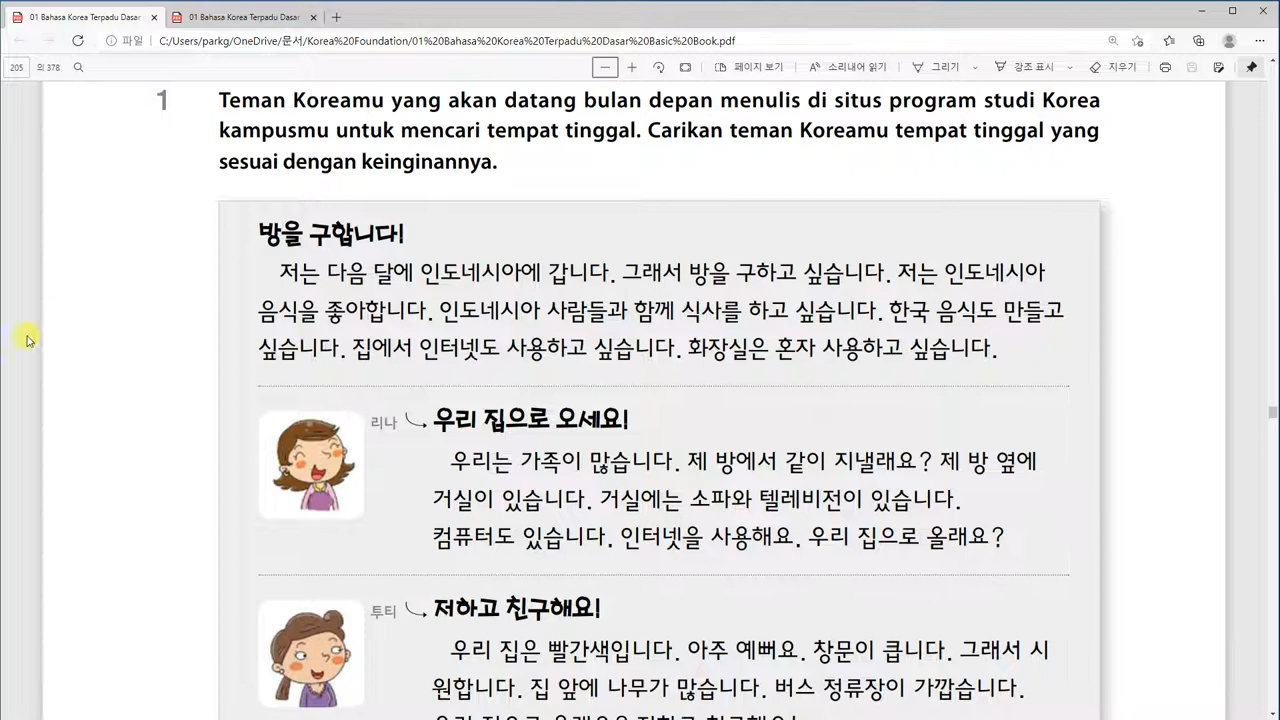 01 Bahasa Korea Terpadu Dasar
01 Bahasa Korea Terpadu Dasar
파일
C:/Users/parkg/OneDrive/문서/Korea%20Foundation/01%20Bahasa%20Korea%20Terpadu%20Dasar%20Basic%20Book.pdf
205 의 378
페이지 보기
소리내어 읽기
그리기
강조 표시
지우기
1
Teman Koreamu yang akan datang bulan depan menulis di situs program studi Korea
kampusmu untuk mencari tempat tinggal. Carikan teman Koreamu tempat tinggal yang
sesuai dengan keinginannya.
방을 구합니다!
저는 다음 달에 인도네시아에 갑니다. 그래서 방을 구하고 싶습니다. 저는 인도네시아
음식을 좋아합니다. 인도네시아 사람들과 함께 식사를 하고 싶습니다. 한국 음식도 만들고
싶습니다. 집에서 인터넷도 사용하고 싶습니다. 화장실은 혼자 사용하고 싶습니다.
리나
우리 집으로 오세요!
우리는 가족이 많습니다. 제 방에서 같이 지낼래요? 제 방 옆에
거실이 있습니다. 거실에는 소파와 텔레비전이 있습니다.
컴퓨터도 있습니다. 인터넷을 사용해요. 우리 집으로 올래요?
투티
저하고 친구해요!
우리 집은 빨간색입니다. 아주 예뻐요. 창문이 큽니다. 그래서 시
원합니다. 집 앞에 나무가 많습니다. 버스 정류장이 가깝습니다.